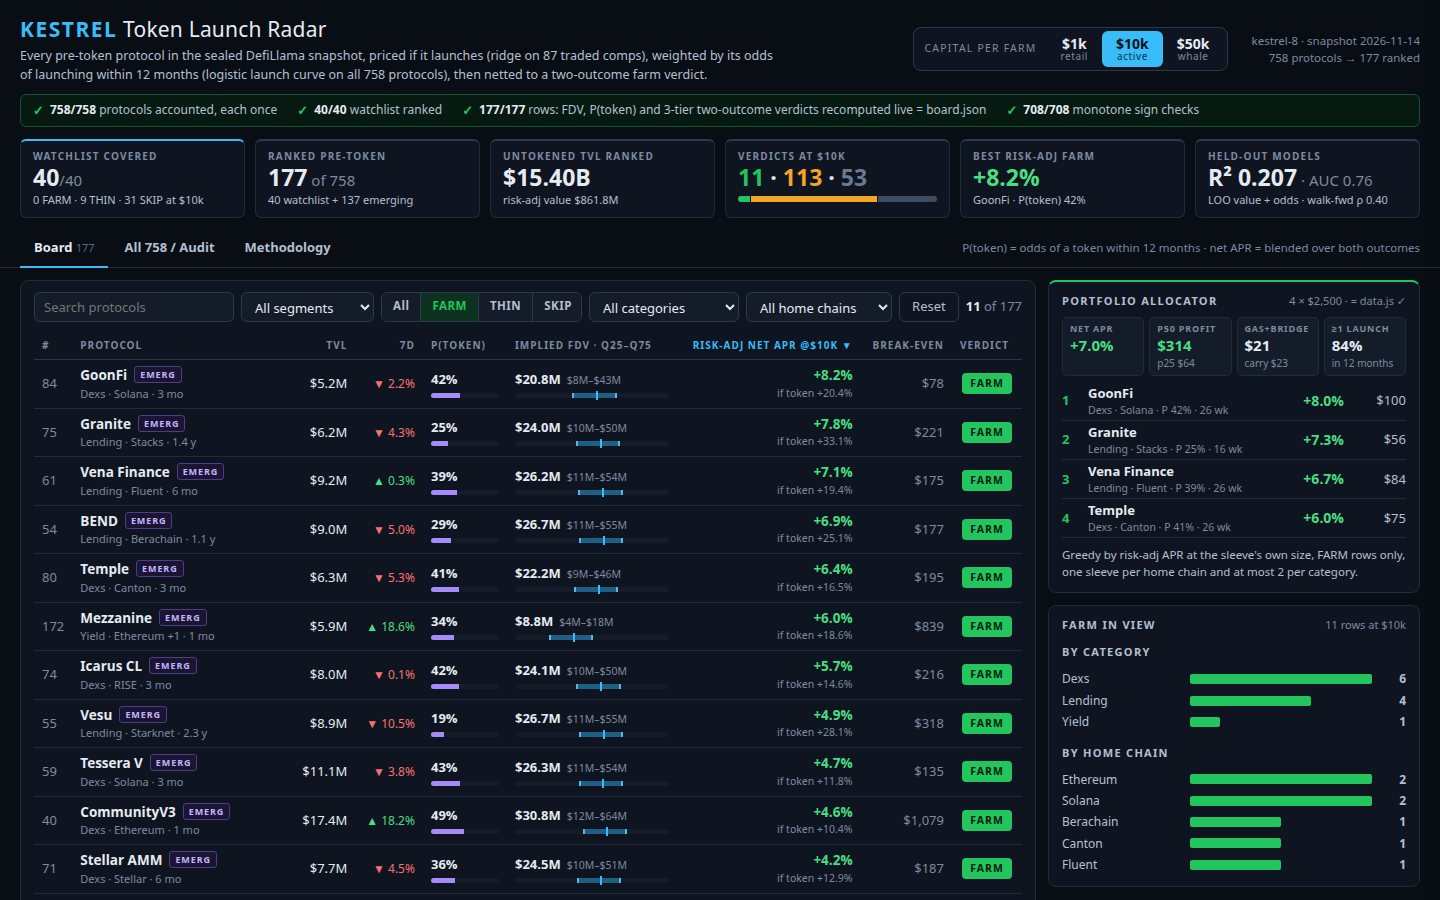 KESTREL Token Launch Radar
Every pre-token protocol in the sealed DefiLlama snapshot, priced if it launches (ridge on 87 traded comps), weighted by its odds
of launching within 12 months (logistic launch curve on all 758 protocols), then netted to a two-outcome farm verdict.
CAPITAL PER FARM
$1k
retail
$10k
active
$50k
whale
kestrel-8 · snapshot 2026-11-14
758 protocols → 177 ranked
✓ 758/758 protocols accounted, each once ✓ 40/40 watchlist ranked ✓ 177/177 rows: FDV, P(token) and 3-tier two-outcome verdicts recomputed live = board.json ✓ 708/708 monotone sign checks
WATCHLIST COVERED
40/40
0 FARM · 9 THIN · 31 SKIP at $10k
RANKED PRE-TOKEN
177 of 758
40 watchlist + 137 emerging
UNTOKENED TVL RANKED
$15.40B
risk-adj value $861.8M
VERDICTS AT $10K
11 · 113 · 53
BEST RISK-ADJ FARM
+8.2%
GoonFi · P(token) 42%
HELD-OUT MODELS
R² 0.207 · AUC 0.76
LOO value + odds · walk-fwd ρ 0.40
Board 177
All 758 / Audit
Methodology
P(token) = odds of a token within 12 months · net APR = blended over both outcomes
Search protocols
All segments
All FARM THIN SKIP
All categories
All home chains
Reset
11 of 177
# PROTOCOL TVL 7D P(TOKEN) IMPLIED FDV · Q25–Q75 RISK-ADJ NET APR @$10K ▼ BREAK-EVEN VERDICT
84 GoonFi EMERG $5.2M ▼ 2.2% 42% $20.8M $8M–$43M +8.2% $78 FARM
Dexs · Solana · 3 mo if token +20.4%
75 Granite EMERG $6.2M ▼ 4.3% 25% $24.0M $10M–$50M +7.8% $221 FARM
Lending · Stacks · 1.4 y if token +33.1%
61 Vena Finance EMERG $9.2M ▲ 0.3% 39% $26.2M $11M–$54M +7.1% $175 FARM
Lending · Fluent · 6 mo if token +19.4%
54 BEND EMERG $9.0M ▼ 5.0% 29% $26.7M $11M–$55M +6.9% $177 FARM
Lending · Berachain · 1.1 y if token +25.1%
80 Temple EMERG $6.3M ▼ 5.3% 41% $22.2M $9M–$46M +6.4% $195 FARM
Dexs · Canton · 3 mo if token +16.5%
172 Mezzanine EMERG $5.9M ▲ 18.6% 34% $8.8M $4M–$18M +6.0% $839 FARM
Yield · Ethereum +1 · 1 mo if token +18.6%
74 Icarus CL EMERG $8.0M ▼ 0.1% 42% $24.1M $10M–$50M +5.7% $216 FARM
Dexs · RISE · 3 mo if token +14.6%
55 Vesu EMERG $8.9M ▼ 10.5% 19% $26.7M $11M–$55M +4.9% $318 FARM
Lending · Starknet · 2.3 y if token +28.1%
59 Tessera V EMERG $11.1M ▼ 3.8% 43% $26.3M $11M–$54M +4.7% $135 FARM
Dexs · Solana · 3 mo if token +11.8%
40 CommunityV3 EMERG $17.4M ▲ 18.2% 49% $30.8M $12M–$64M +4.6% $1,079 FARM
Dexs · Ethereum · 1 mo if token +10.4%
71 Stellar AMM EMERG $7.7M ▼ 4.5% 36% $24.5M $10M–$51M +4.2% $187 FARM
Dexs · Stellar · 6 mo if token +12.9%
PORTFOLIO ALLOCATOR 4 × $2,500 · = data.js ✓
NET APR
+7.0%
P50 PROFIT
$314
p25 $64
GAS+BRIDGE
$21
carry $23
≥1 LAUNCH
84%
in 12 months
1 GoonFi +8.0% $100
Dexs · Solana · P 42% · 26 wk
2 Granite +7.3% $56
Lending · Stacks · P 25% · 16 wk
3 Vena Finance +6.7% $84
Lending · Fluent · P 39% · 26 wk
4 Temple +6.0% $75
Dexs · Canton · P 41% · 26 wk
Greedy by risk-adj APR at the sleeve's own size, FARM rows only,
one sleeve per home chain and at most 2 per category.
FARM IN VIEW 11 rows at $10k
BY CATEGORY
Dexs 6
Lending 4
Yield 1
BY HOME CHAIN
Ethereum 2
Solana 2
Berachain 1
Canton 1
Fluent 1